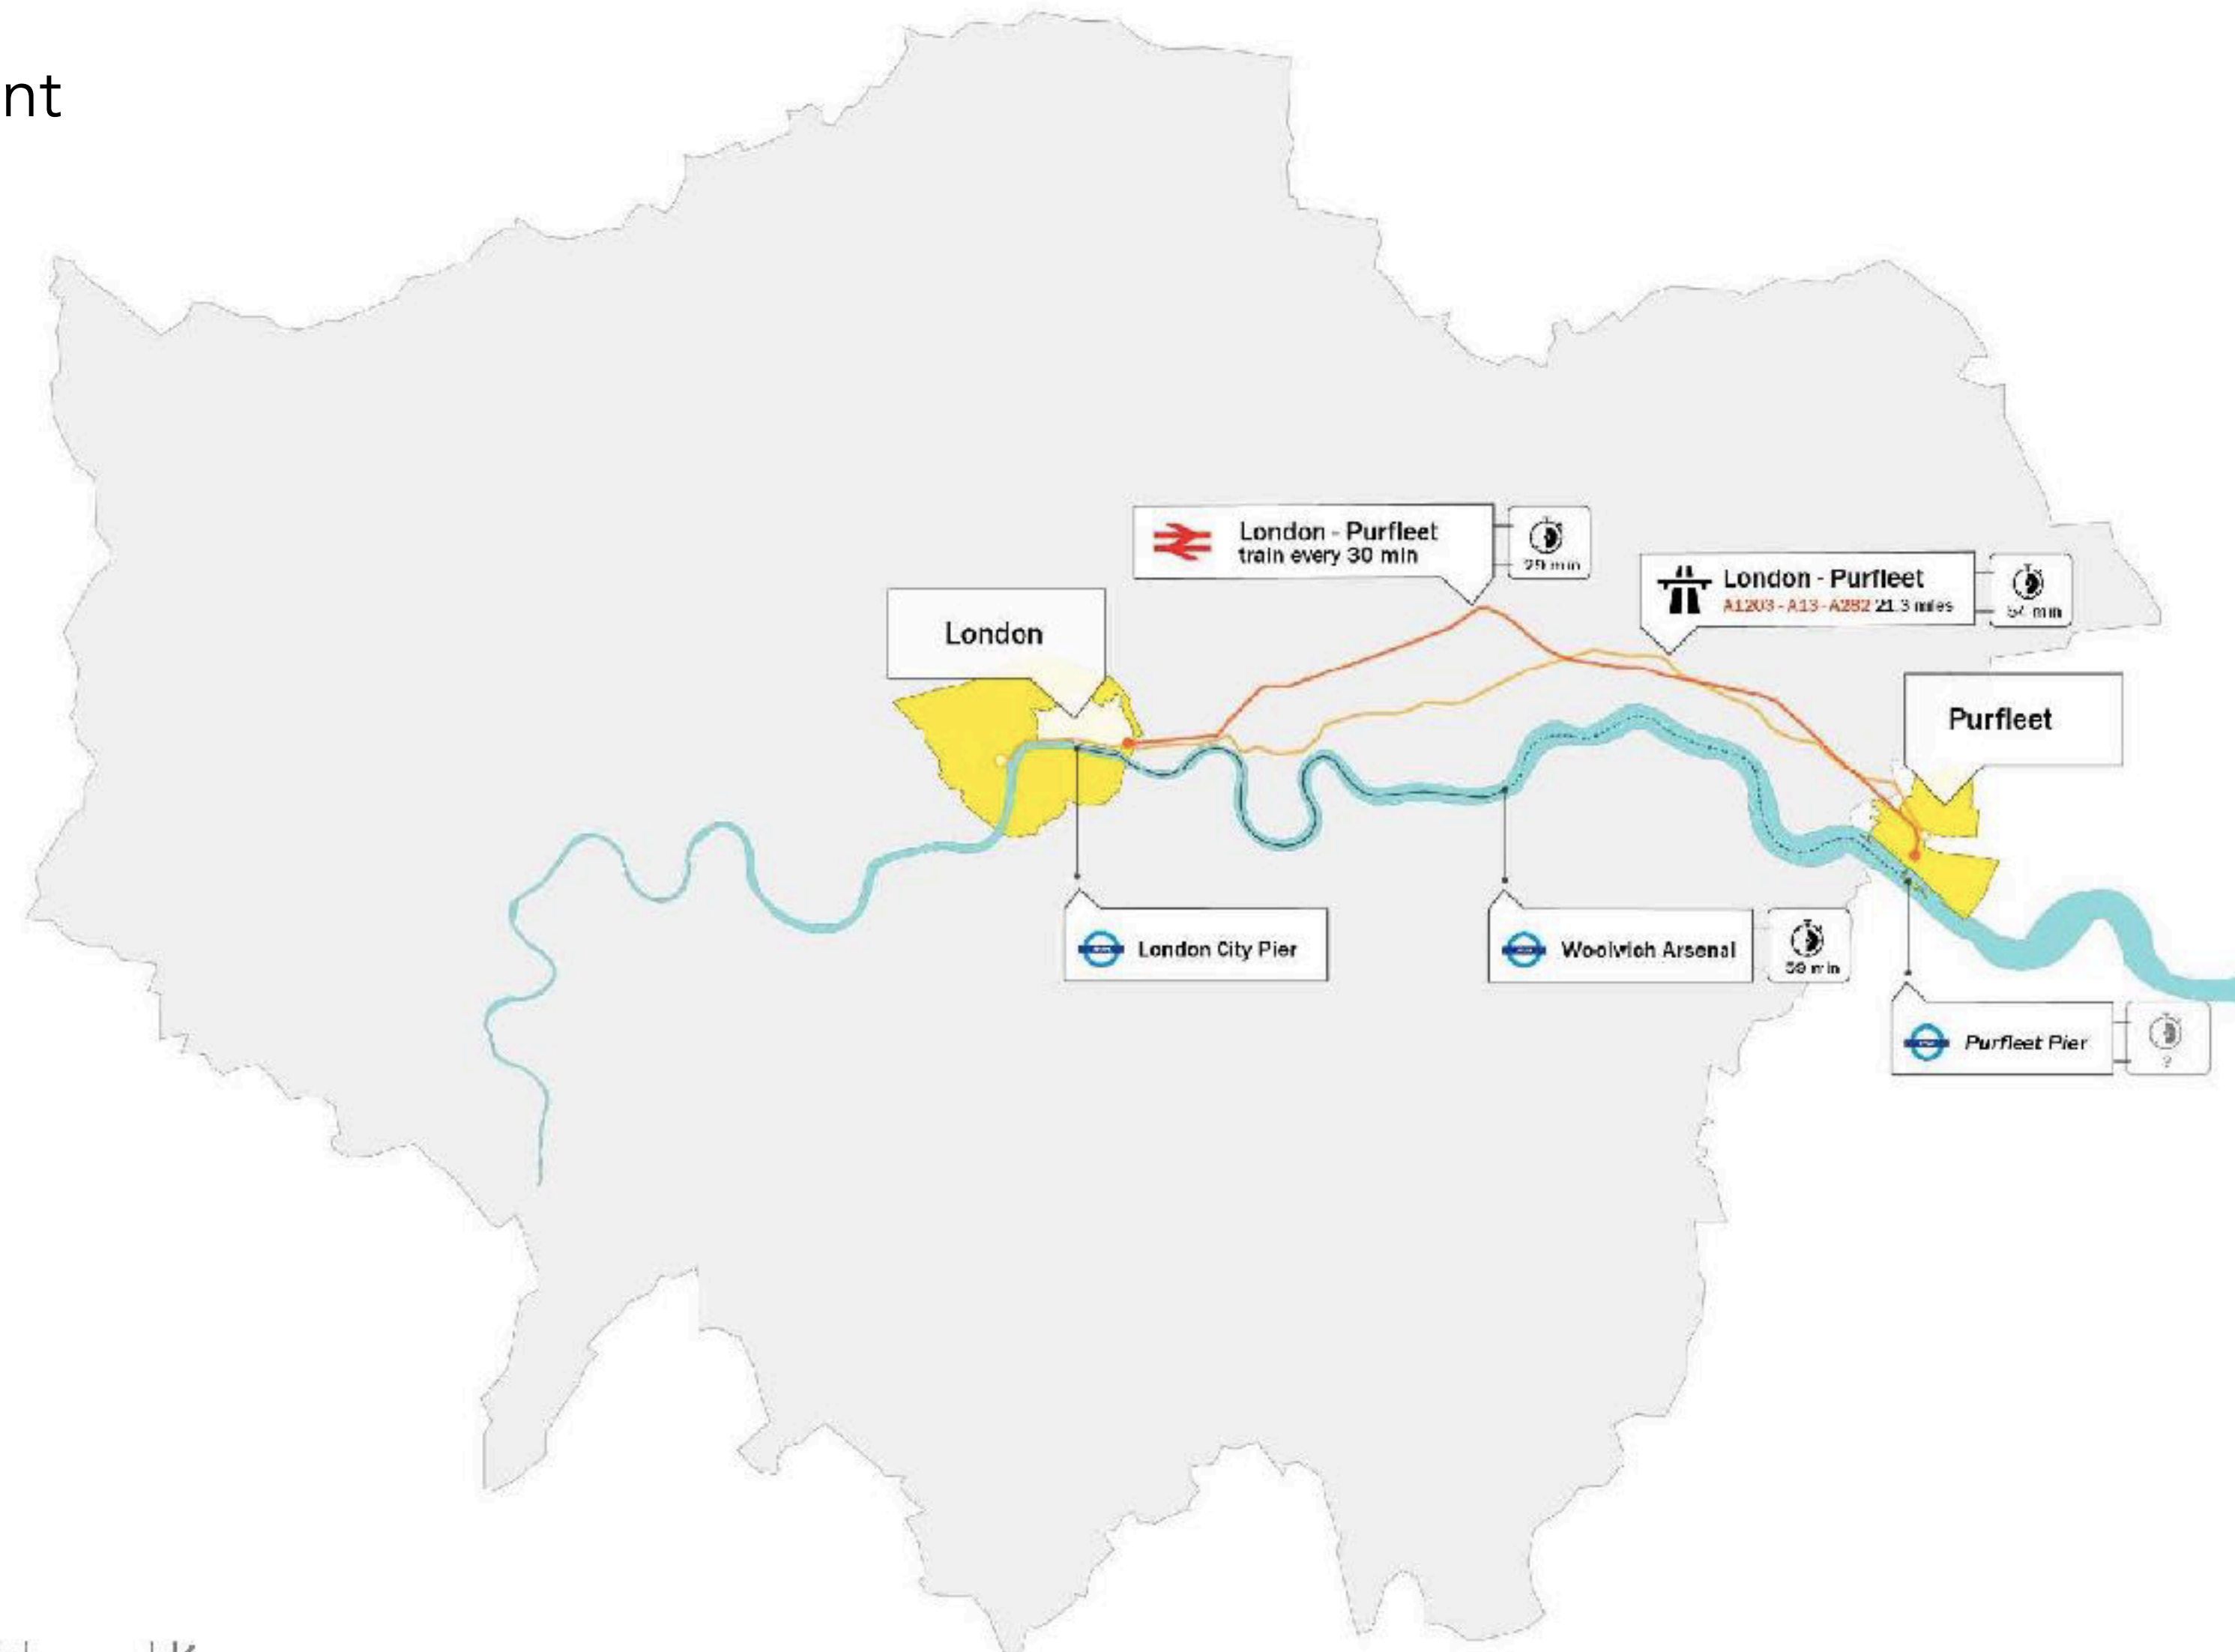 nt
London - Purfleet
train every 30 min
29 min
London - Purfleet
A1203 - A13 - A282 21.3 miles
min
London
Purfleet
London City Pier
Woolwich Arsenal
59 min
Purfleet Pier
?